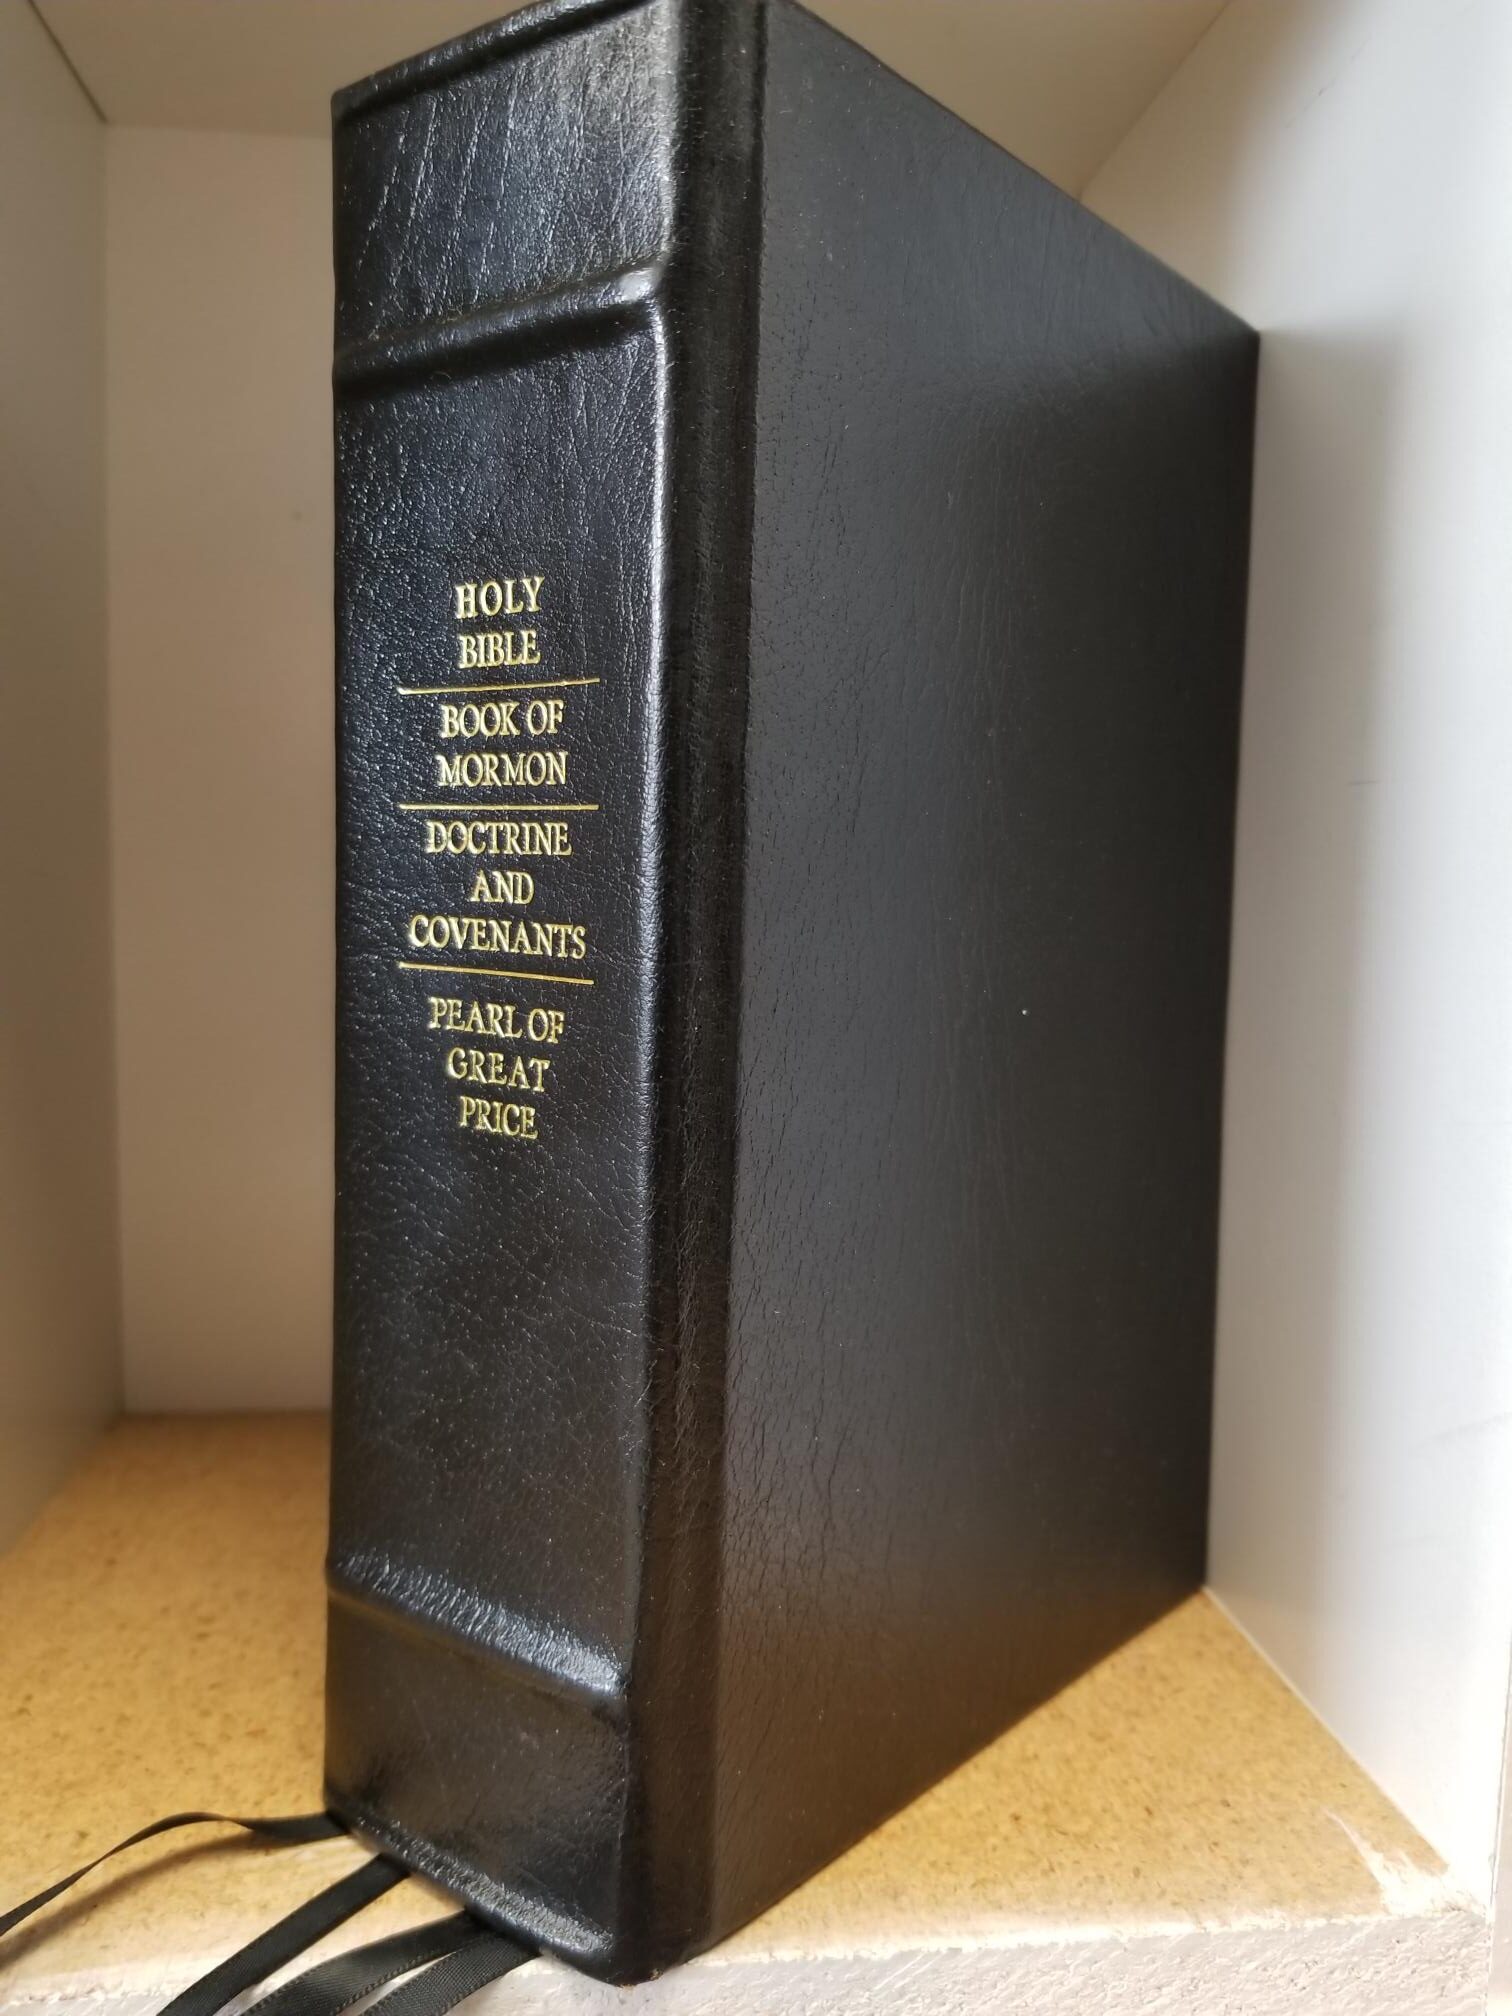 HOLY
BIBLE
BOOK OF
MORMON
DOCTRINE
AND
COVENANTS
PEARL OF
GREAT
PRICE